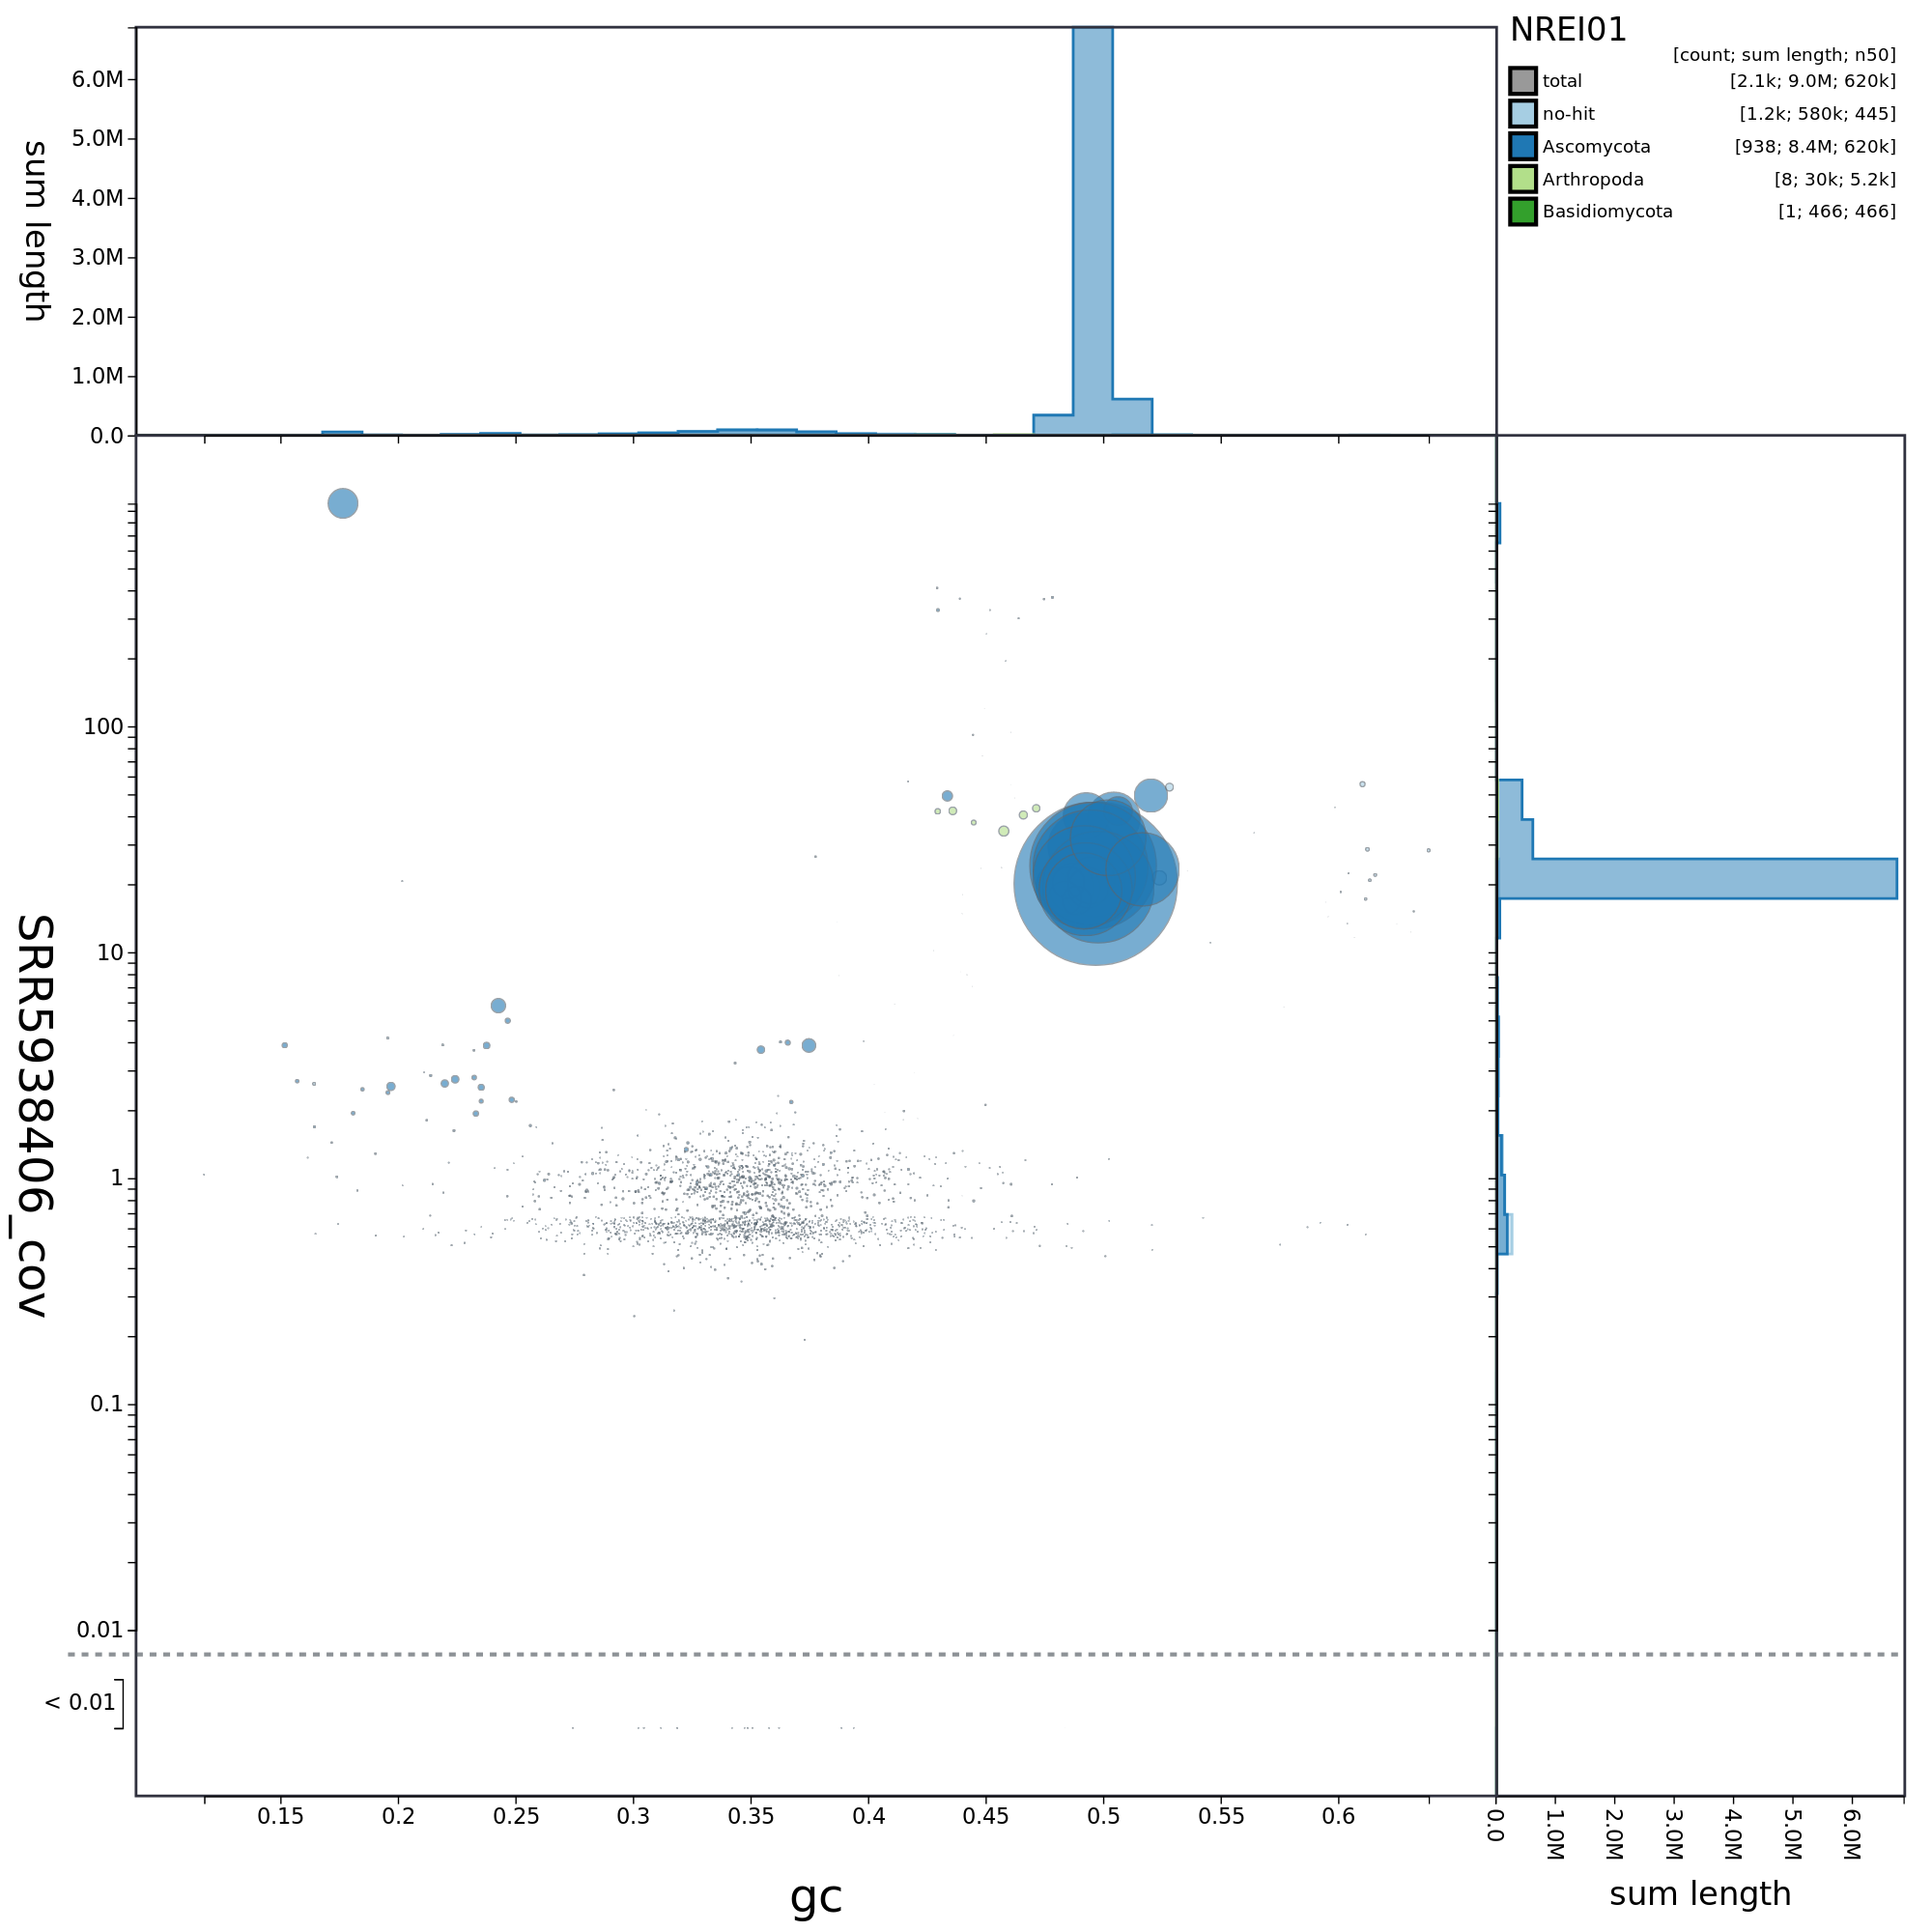 NREI01
[count; sum length; n50]
total [2.1k; 9.0M; 620k]
no-hit [1.2k; 580k; 445]
Ascomycota [938; 8.4M; 620k]
Arthropoda [8; 30k; 5.2k]
Basidiomycota [1; 466; 466]
sum length
6.0M
5.0M
4.0M
3.0M
2.0M
1.0M
0.0
SRR5938406_cov
100
10
1
0.1
0.01
< 0.01
0.15 0.2 0.25 0.3 0.35 0.4 0.45 0.5 0.55 0.6
gc
0.0 1.0M 2.0M 3.0M 4.0M 5.0M 6.0M
sum length